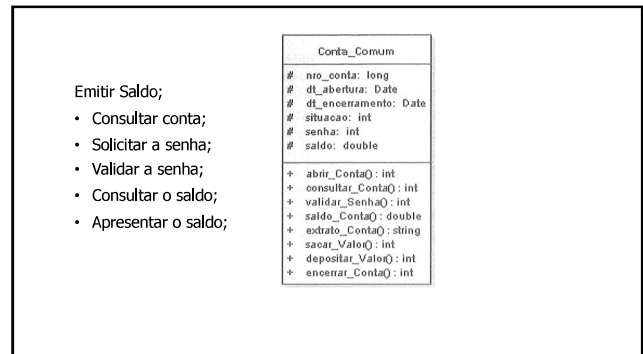 Emitir Saldo;
• Consultar conta;
• Solicitar a senha;
• Validar a senha;
• Consultar o saldo;
• Apresentar o saldo;
Conta_Comum
# nro_conta: long
# dt_abertura: Date
# dt_encerramento: Date
# situacao: int
# senha: int
# saldo: double
+ abrir_Conta() : int
+ consultar_Conta() : int
+ validar_Senha() : int
+ saldo_Conta() : double
+ extrato_Conta() : string
+ sacar_Valor() : int
+ depositar_Valor() : int
+ encerrar_Conta() : int